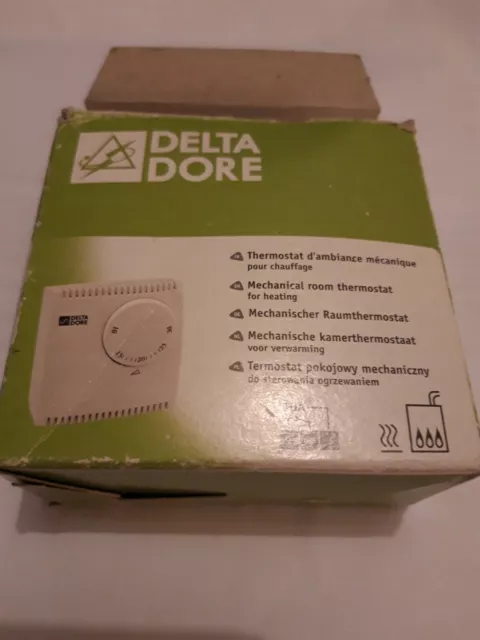 DELTA
DORE
Thermostat d'ambiance mécanique
pour chauffage
Mechanical room thermostat
for heating
Mechanischer Raumthermostat
Mechanische kamerthermostaat
voor verwarming
Termostat pokojowy mechaniczny
do sterowania ogrzewaniem
DELTA
DORE